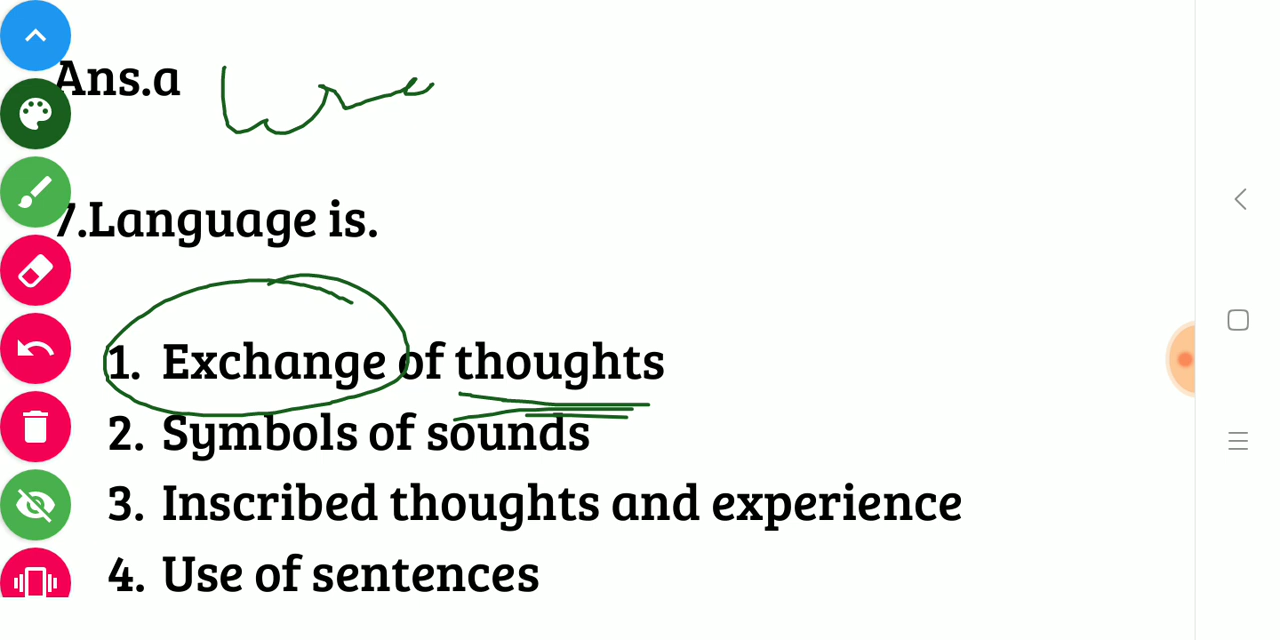 Ans.a
7.Language is.
1. Exchange of thoughts
2. Symbols of sounds
3. Inscribed thoughts and experience
4. Use of sentences